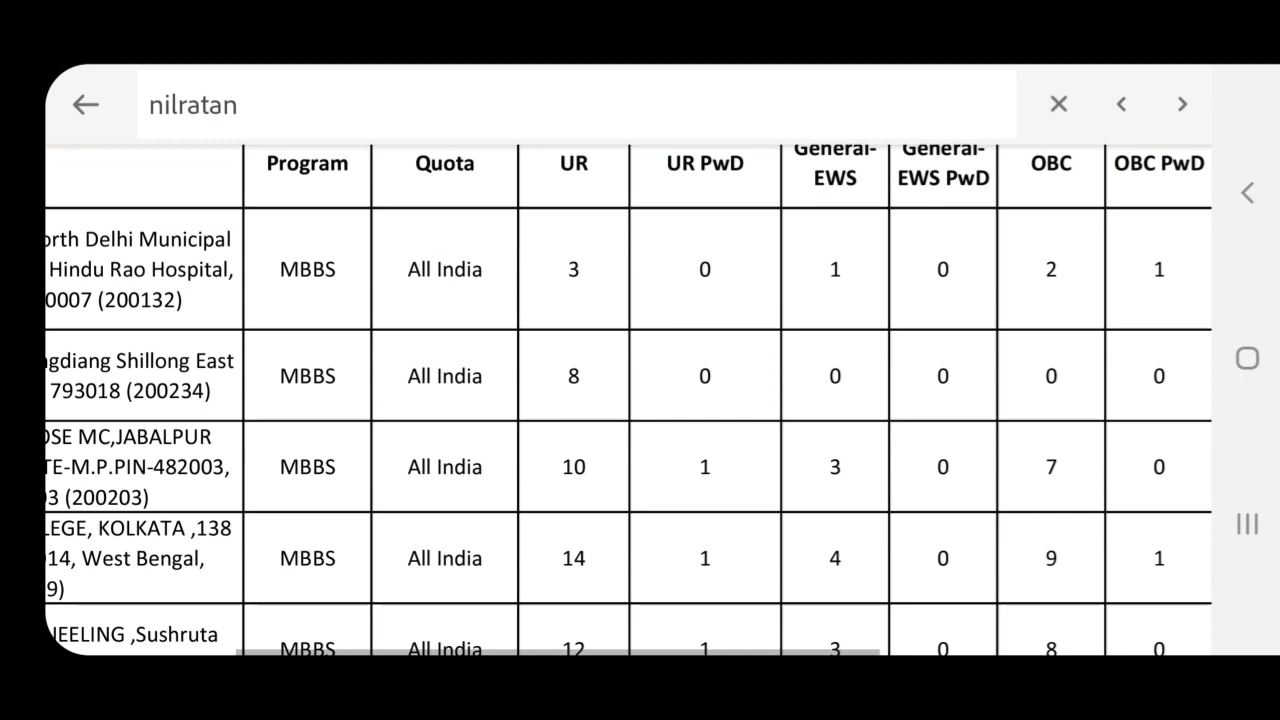 nilratan
Program Quota UR UR PwD General-EWS General-EWS PwD OBC OBC PwD
orth Delhi Municipal
Hindu Rao Hospital, MBBS All India 3 0 1 0 2 1
0007 (200132)
gdiang Shillong East
793018 (200234) MBBS All India 8 0 0 0 0 0
OSE MC,JABALPUR
TE-M.P.PIN-482003, MBBS All India 10 1 3 0 7 0
03 (200203)
LEGE, KOLKATA ,138
14, West Bengal, MBBS All India 14 1 4 0 9 1
9)
JEELING ,Sushruta
MBBS All India 12 1 3 0 8 0